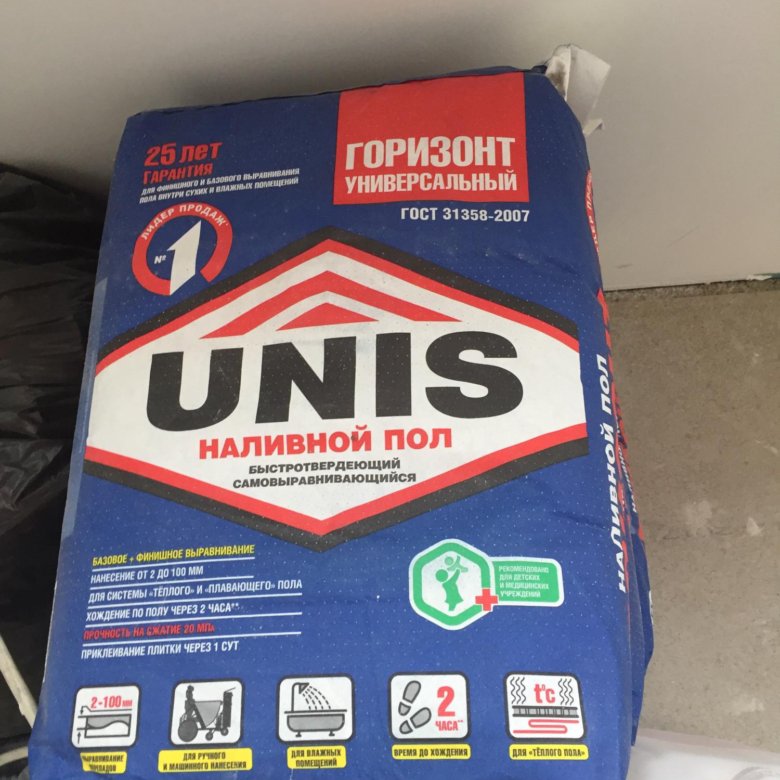 25 лет
ГАРАНТИЯ
ДЛЯ ФИНИШНОГО И БАЗОВОГО ВЫРАВНИВАНИЯ
ПОЛА ВНУТРИ СУХИХ И ВЛАЖНЫХ ПОМЕЩЕНИЙ
ГОРИЗОНТ
УНИВЕРСАЛЬНЫЙ
ГОСТ 31358-2007
ЛИДЕР ПРОДАЖ
№1
UNIS
НАЛИВНОЙ ПОЛ
БЫСТРОТВЕРДЕЮЩИЙ
САМОВЫРАВНИВАЮЩИЙСЯ
НАЛИВНОЙ ПОЛ
БАЗОВОЕ + ФИНИШНОЕ ВЫРАВНИВАНИЕ
НАНЕСЕНИЕ ОТ 2 ДО 100 ММ
ДЛЯ СИСТЕМЫ «ТЁПЛОГО» И «ПЛАВАЮЩЕГО» ПОЛА
ХОЖДЕНИЕ ПО ПОЛУ ЧЕРЕЗ 2 ЧАСА**
ПРОЧНОСТЬ НА СЖАТИЕ 20 МПа
ПРИКЛЕИВАНИЕ ПЛИТКИ ЧЕРЕЗ 1 СУТ
РЕКОМЕНДОВАНО
ДЛЯ ДЕТСКИХ
И МЕДИЦИНСКИХ
УЧРЕЖДЕНИЙ
2-100мм
ВЫРАВНИВАНИЕ
ДЛЯ РУЧНОГО
И МАШИННОГО НАНЕСЕНИЯ
ДЛЯ ВЛАЖНЫХ
ПОМЕЩЕНИЙ
2
ЧАСА**
ВРЕМЯ ДО ХОЖДЕНИЯ
t°c
ДЛЯ «ТЁПЛОГО ПОЛА»